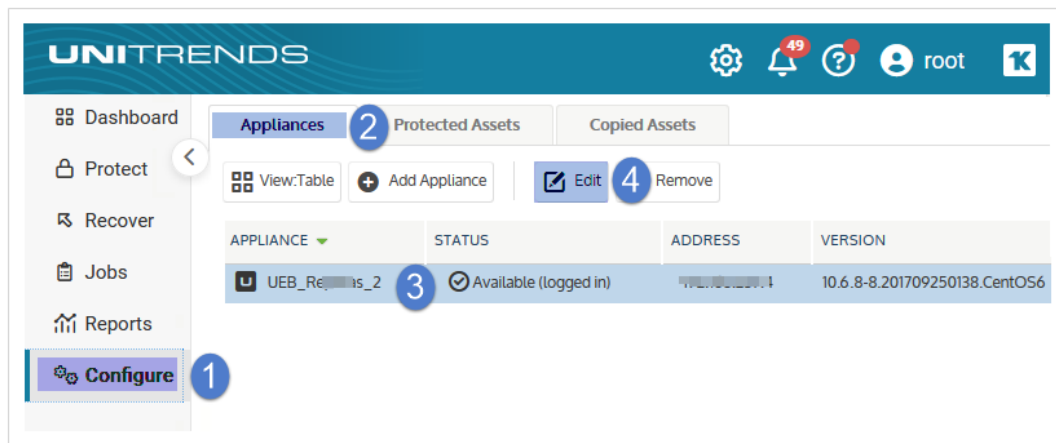 UNITRENDS
49
?
root
Dashboard
Protect
Recover
Jobs
Reports
Configure
1
Appliances
2
Protected Assets
Copied Assets
View:Table
Add Appliance
Edit
4
Remove
APPLIANCE STATUS ADDRESS VERSION
3
Available (logged in) 10.6.8-8.201709250138.CentOS6